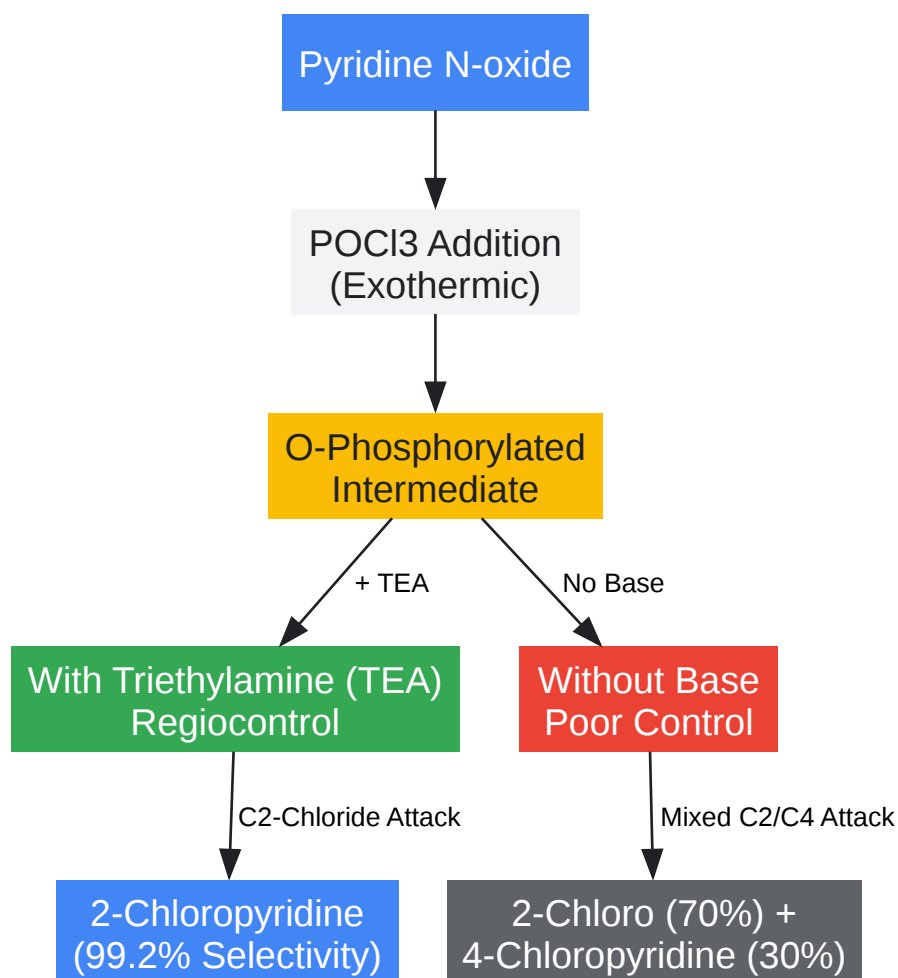 Pyridine N-oxide
POCl3 Addition
(Exothermic)
O-Phosphorylated
Intermediate
+ TEA
No Base
With Triethylamine (TEA)
Regiocontrol
Without Base
Poor Control
C2-Chloride Attack
Mixed C2/C4 Attack
2-Chloropyridine
(99.2% Selectivity)
2-Chloro (70%) +
4-Chloropyridine (30%)